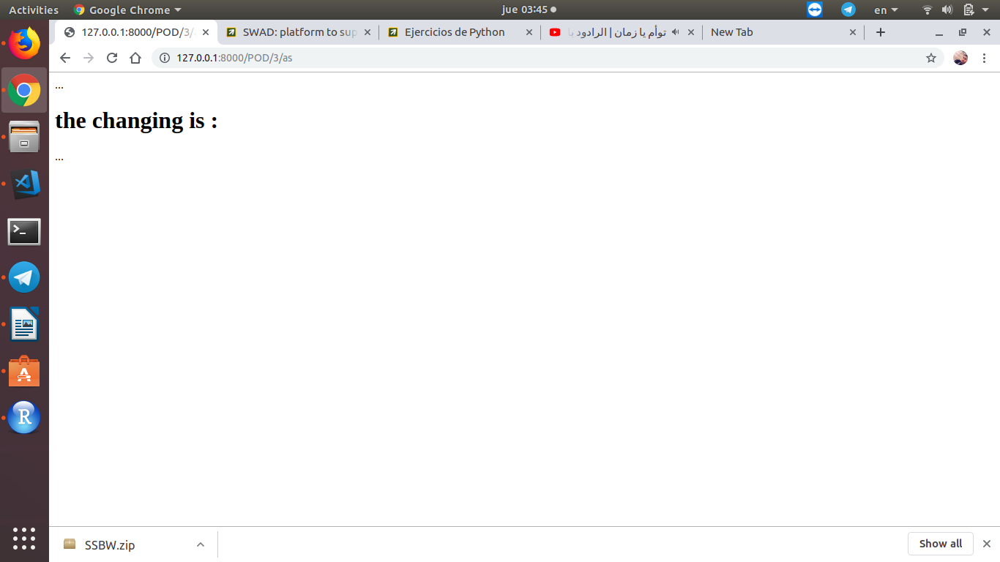 Activities Google Chrome jue 03:45 en
127.0.0.1:8000/POD/3/ SWAD: platform to sup Ejercicios de Python توأم يا زمان | الرادود با New Tab
127.0.0.1:8000/POD/3/as
...
the changing is :
...
SSBW.zip Show all